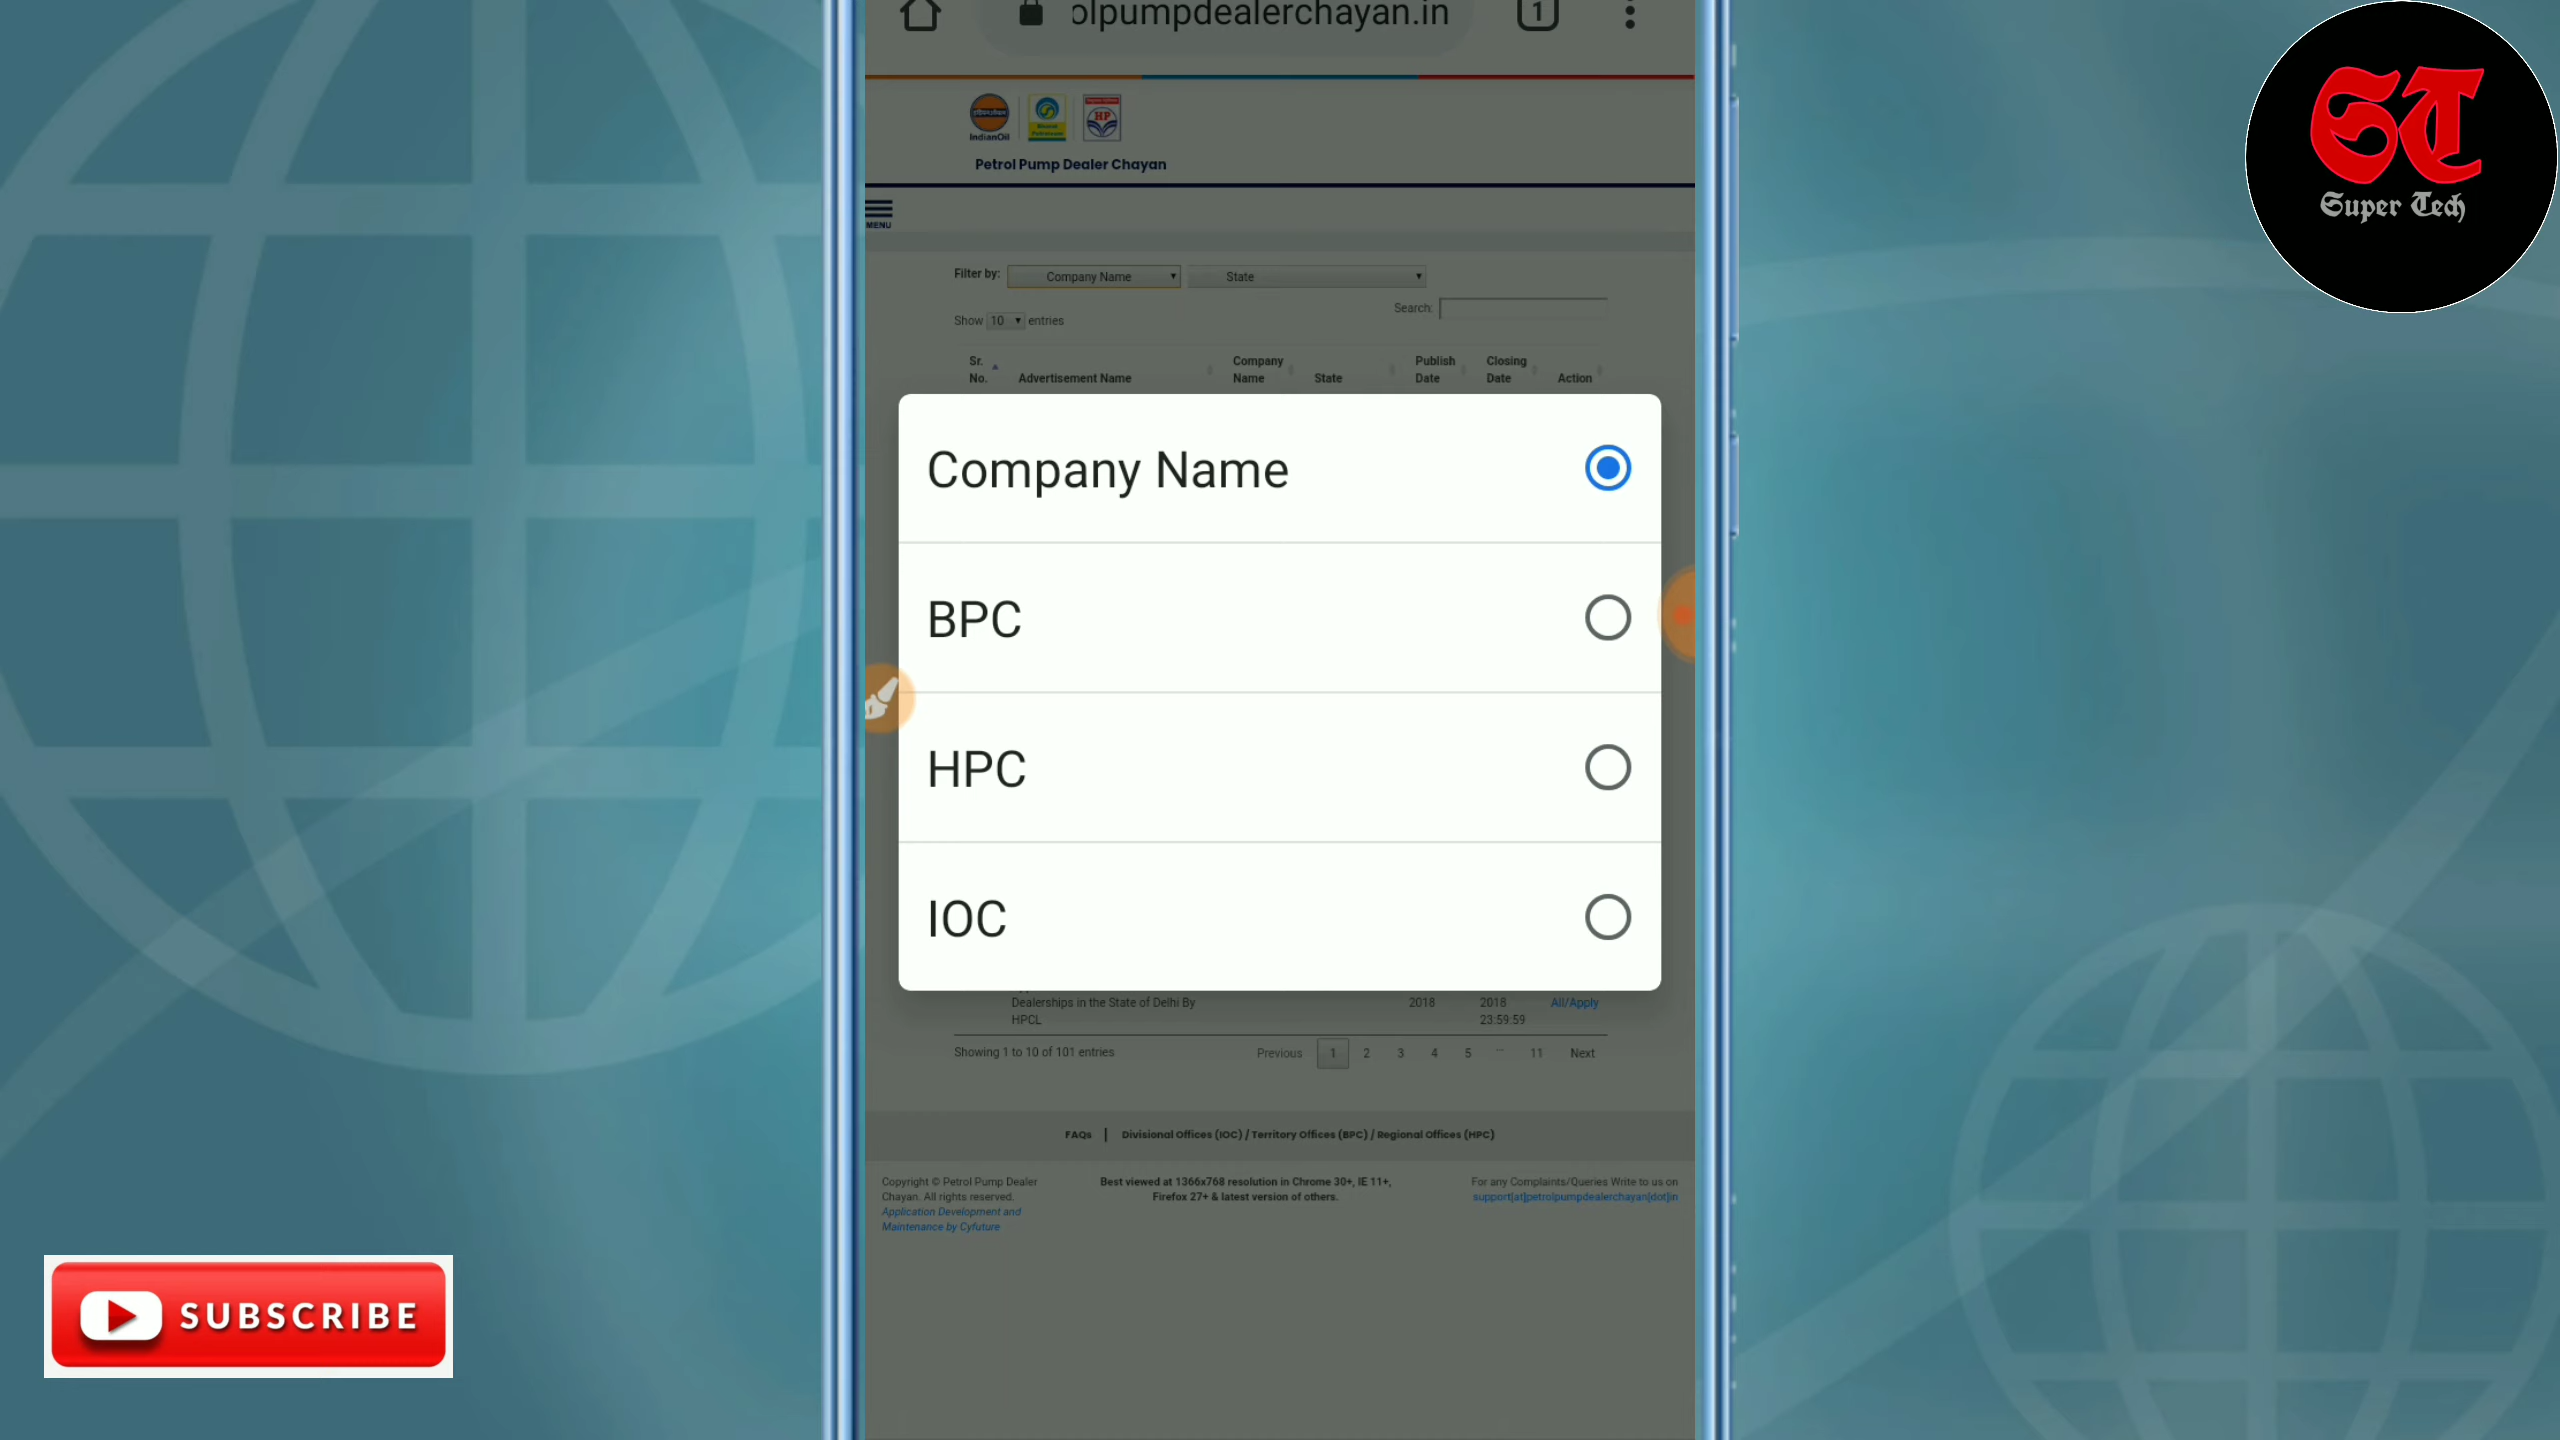 olpumpdealerchayan.in
1
IndianOil
HP
Petrol Pump Dealer Chayan
MENU
Filter by: Company Name State
Search:
Show 10 entries
Sr. No. Advertisement Name Company Name State Publish Date Closing Date Action
Company Name
BPC
HPC
IOC
Dealerships in the State of Delhi By 2018 2018 All/Apply
HPCL 23:59:59
Showing 1 to 10 of 101 entries Previous 1 2 3 4 5 ... 11 Next
FAQs | Divisional Offices (IOC) / Territory Offices (BPC) / Regional Offices (HPC)
Copyright © Petrol Pump Dealer
Chayan. All rights reserved.
Application Development and
Maintenance by Cyfuture
Best viewed at 1366x768 resolution in Chrome 30+, IE 11+,
Firefox 27+ & latest version of others.
For any Complaints/Queries Write to us on
support[at]petrolpumpdealerchayan[dot]in
ST
Super Tech
SUBSCRIBE